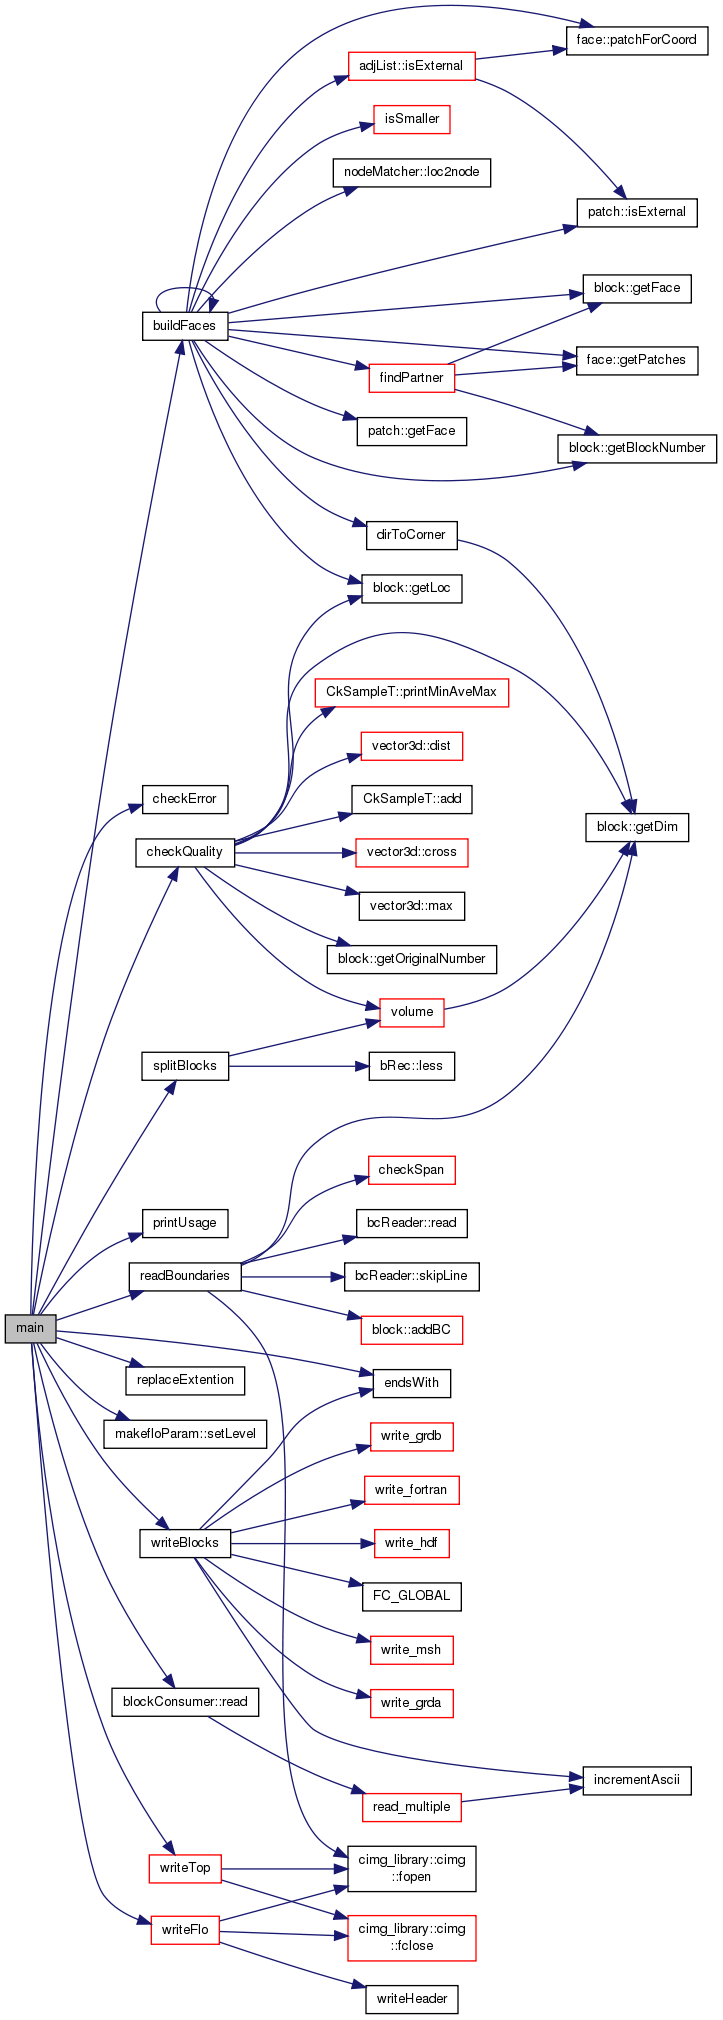 face::patchForCoord
adjList::isExternal
isSmaller
nodeMatcher::loc2node
patch::isExternal
block::getFace
buildFaces
face::getPatches
findPartner
patch::getFace
block::getBlockNumber
dirToCorner
block::getLoc
CkSampleT::printMinAveMax
vector3d::dist
checkError
CkSampleT::add
block::getDim
checkQuality
vector3d::cross
vector3d::max
block::getOriginalNumber
volume
splitBlocks
bRec::less
checkSpan
printUsage
bcReader::read
readBoundaries
bcReader::skipLine
main
block::addBC
replaceExtention
endsWith
makefloParam::setLevel
write_grdb
write_fortran
writeBlocks
write_hdf
FC_GLOBAL
write_msh
blockConsumer::read
write_grda
incrementAscii
read_multiple
writeTop
cimg_library::cimg
::fopen
writeFlo
cimg_library::cimg
::fclose
writeHeader